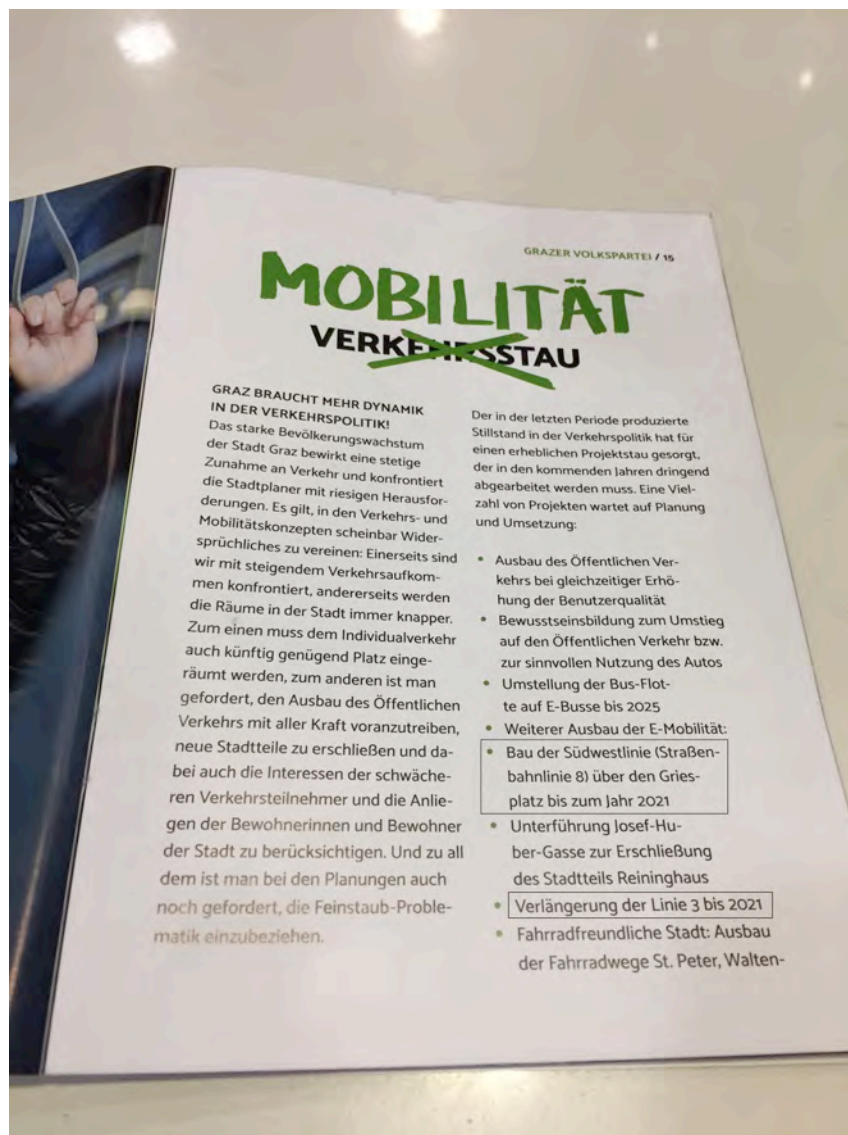 GRAZER VOLKSPARTEI / 15
MOBILITÄT
VERKEHRSSTAU
GRAZ BRAUCHT MEHR DYNAMIK
IN DER VERKEHRSPOLITIK!
Das starke Bevölkerungswachstum
der Stadt Graz bewirkt eine stetige
Zunahme an Verkehr und konfrontiert
die Stadtplaner mit riesigen Herausfor-
derungen. Es gilt, in den Verkehrs- und
Mobilitätskonzepten scheinbar Wider-
sprüchliches zu vereinen: Einerseits sind
wir mit steigendem Verkehrsaufkom-
men konfrontiert, andererseits werden
die Räume in der Stadt immer knapper.
Zum einen muss dem Individualverkehr
auch künftig genügend Platz einge-
räumt werden, zum anderen ist man
gefordert, den Ausbau des Öffentlichen
Verkehrs mit aller Kraft voranzutreiben,
neue Stadtteile zu erschließen und da-
bei auch die Interessen der schwäche-
ren Verkehrsteilnehmer und die Anlie-
gen der Bewohnerinnen und Bewohner
der Stadt zu berücksichtigen. Und zu all
dem ist man bei den Planungen auch
noch gefordert, die Feinstaub-Proble-
matik einzubeziehen.
Der in der letzten Periode produzierte
Stillstand in der Verkehrspolitik hat für
einen erheblichen Projektstau gesorgt,
der in den kommenden Jahren dringend
abgearbeitet werden muss. Eine Viel-
zahl von Projekten wartet auf Planung
und Umsetzung:
• Ausbau des Öffentlichen Ver-
kehrs bei gleichzeitiger Erhö-
hung der Benutzerqualität
• Bewusstseinsbildung zum Umstieg
auf den Öffentlichen Verkehr bzw.
zur sinnvollen Nutzung des Autos
• Umstellung der Bus-Flot-
te auf E-Busse bis 2025
• Weiterer Ausbau der E-Mobilität:
• Bau der Südwestlinie (Straßen-
bahnlinie 8) über den Gries-
platz bis zum Jahr 2021
• Unterführung Josef-Hu-
ber-Gasse zur Erschließung
des Stadtteils Reininghaus
• Verlängerung der Linie 3 bis 2021
• Fahrradfreundliche Stadt: Ausbau
der Fahrradwege St. Peter, Walten-